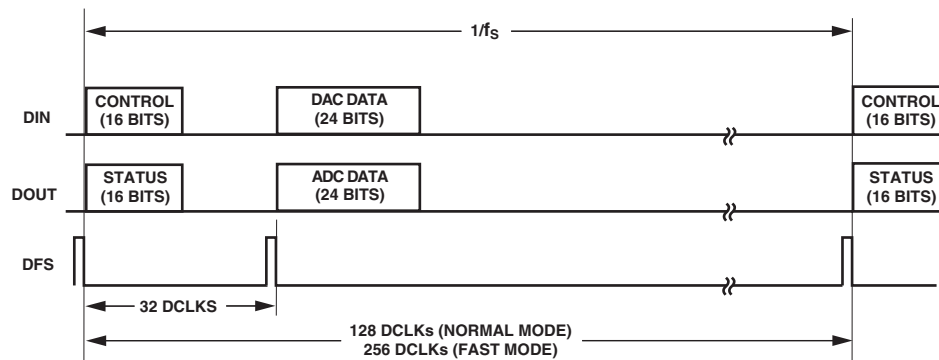 1/fS
DIN
CONTROL
(16 BITS)
DAC DATA
(24 BITS)
CONTROL
(16 BITS)
DOUT
STATUS
(16 BITS)
ADC DATA
(24 BITS)
STATUS
(16 BITS)
DFS
32 DCLKS
128 DCLKs (NORMAL MODE)
256 DCLKs (FAST MODE)